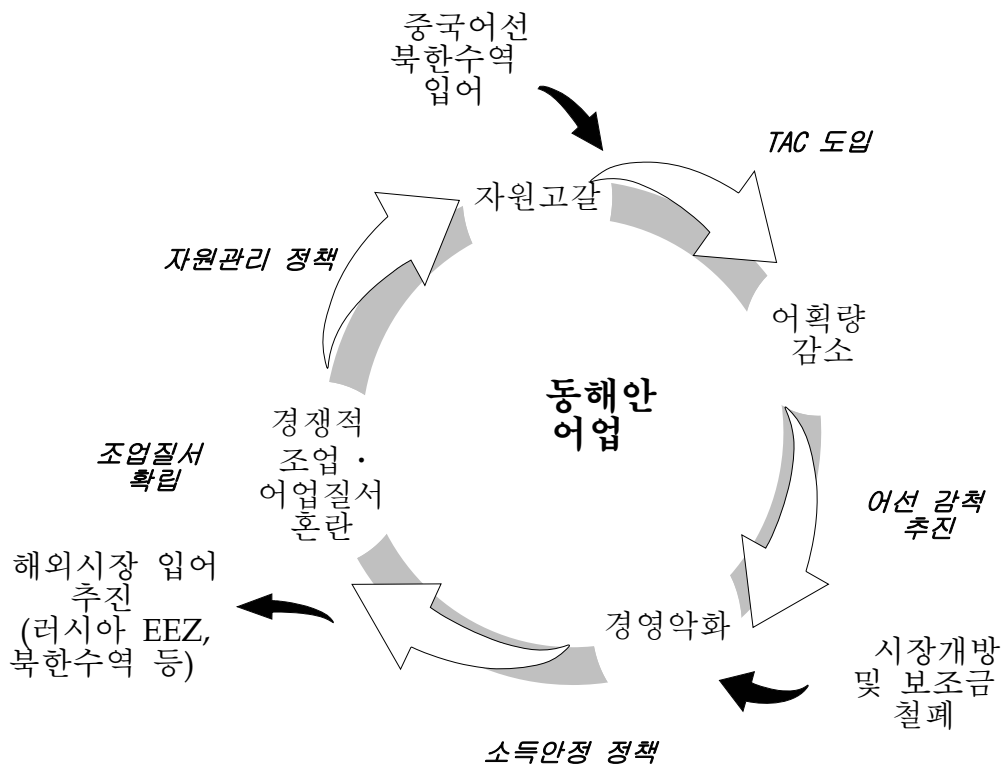 중국어선
북한수역
입어
TAC 도입
자원고갈
자원관리 정책
어획량
감소
동해안
어업
경쟁적
조업 ·
어업질서
혼란
조업질서
확립
어선 감척
추진
해외시장 입어
추진
(러시아 EEZ,
북한수역 등)
경영악화
시장개방
및 보조금
철폐
소득안정 정책